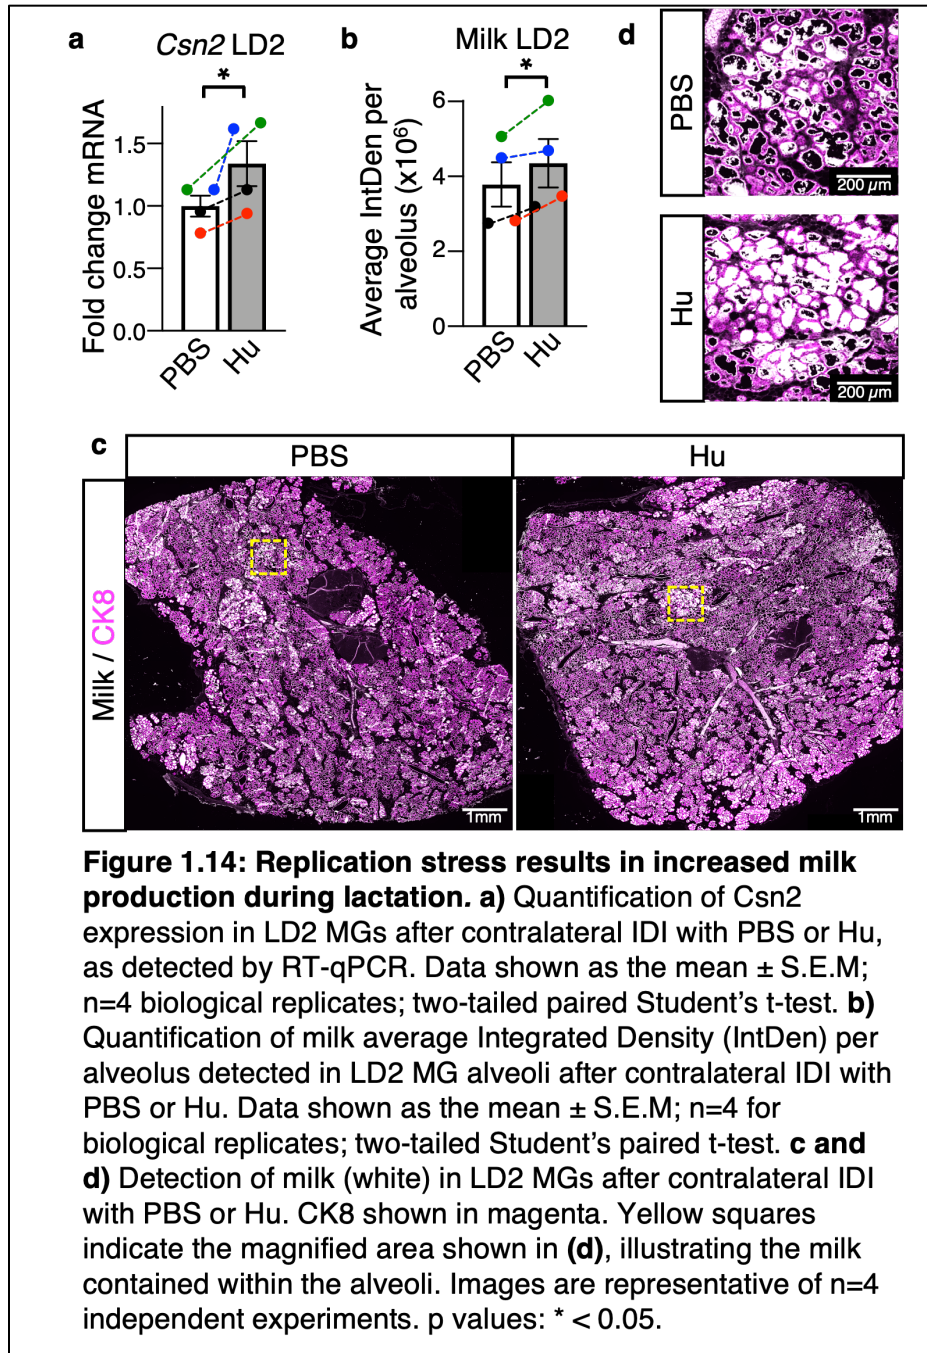 a
Csn2 LD2
*
Fold change mRNA
1.5
1.0
0.5
0.0
PBS
Hu
b
Milk LD2
*
Average IntDen per
alveolus (x10⁶)
6
4
2
0
PBS
Hu
d
PBS
200 µm
Hu
200 µm
c
PBS
Hu
Milk / CK8
1mm
1mm
Figure 1.14: Replication stress results in increased milk
production during lactation. a) Quantification of Csn2
expression in LD2 MGs after contralateral IDI with PBS or Hu,
as detected by RT-qPCR. Data shown as the mean ± S.E.M;
n=4 biological replicates; two-tailed paired Student’s t-test. b)
Quantification of milk average Integrated Density (IntDen) per
alveolus detected in LD2 MG alveoli after contralateral IDI with
PBS or Hu. Data shown as the mean ± S.E.M; n=4 for
biological replicates; two-tailed Student’s paired t-test. c and
d) Detection of milk (white) in LD2 MGs after contralateral IDI
with PBS or Hu. CK8 shown in magenta. Yellow squares
indicate the magnified area shown in (d), illustrating the milk
contained within the alveoli. Images are representative of n=4
independent experiments. p values: * < 0.05.